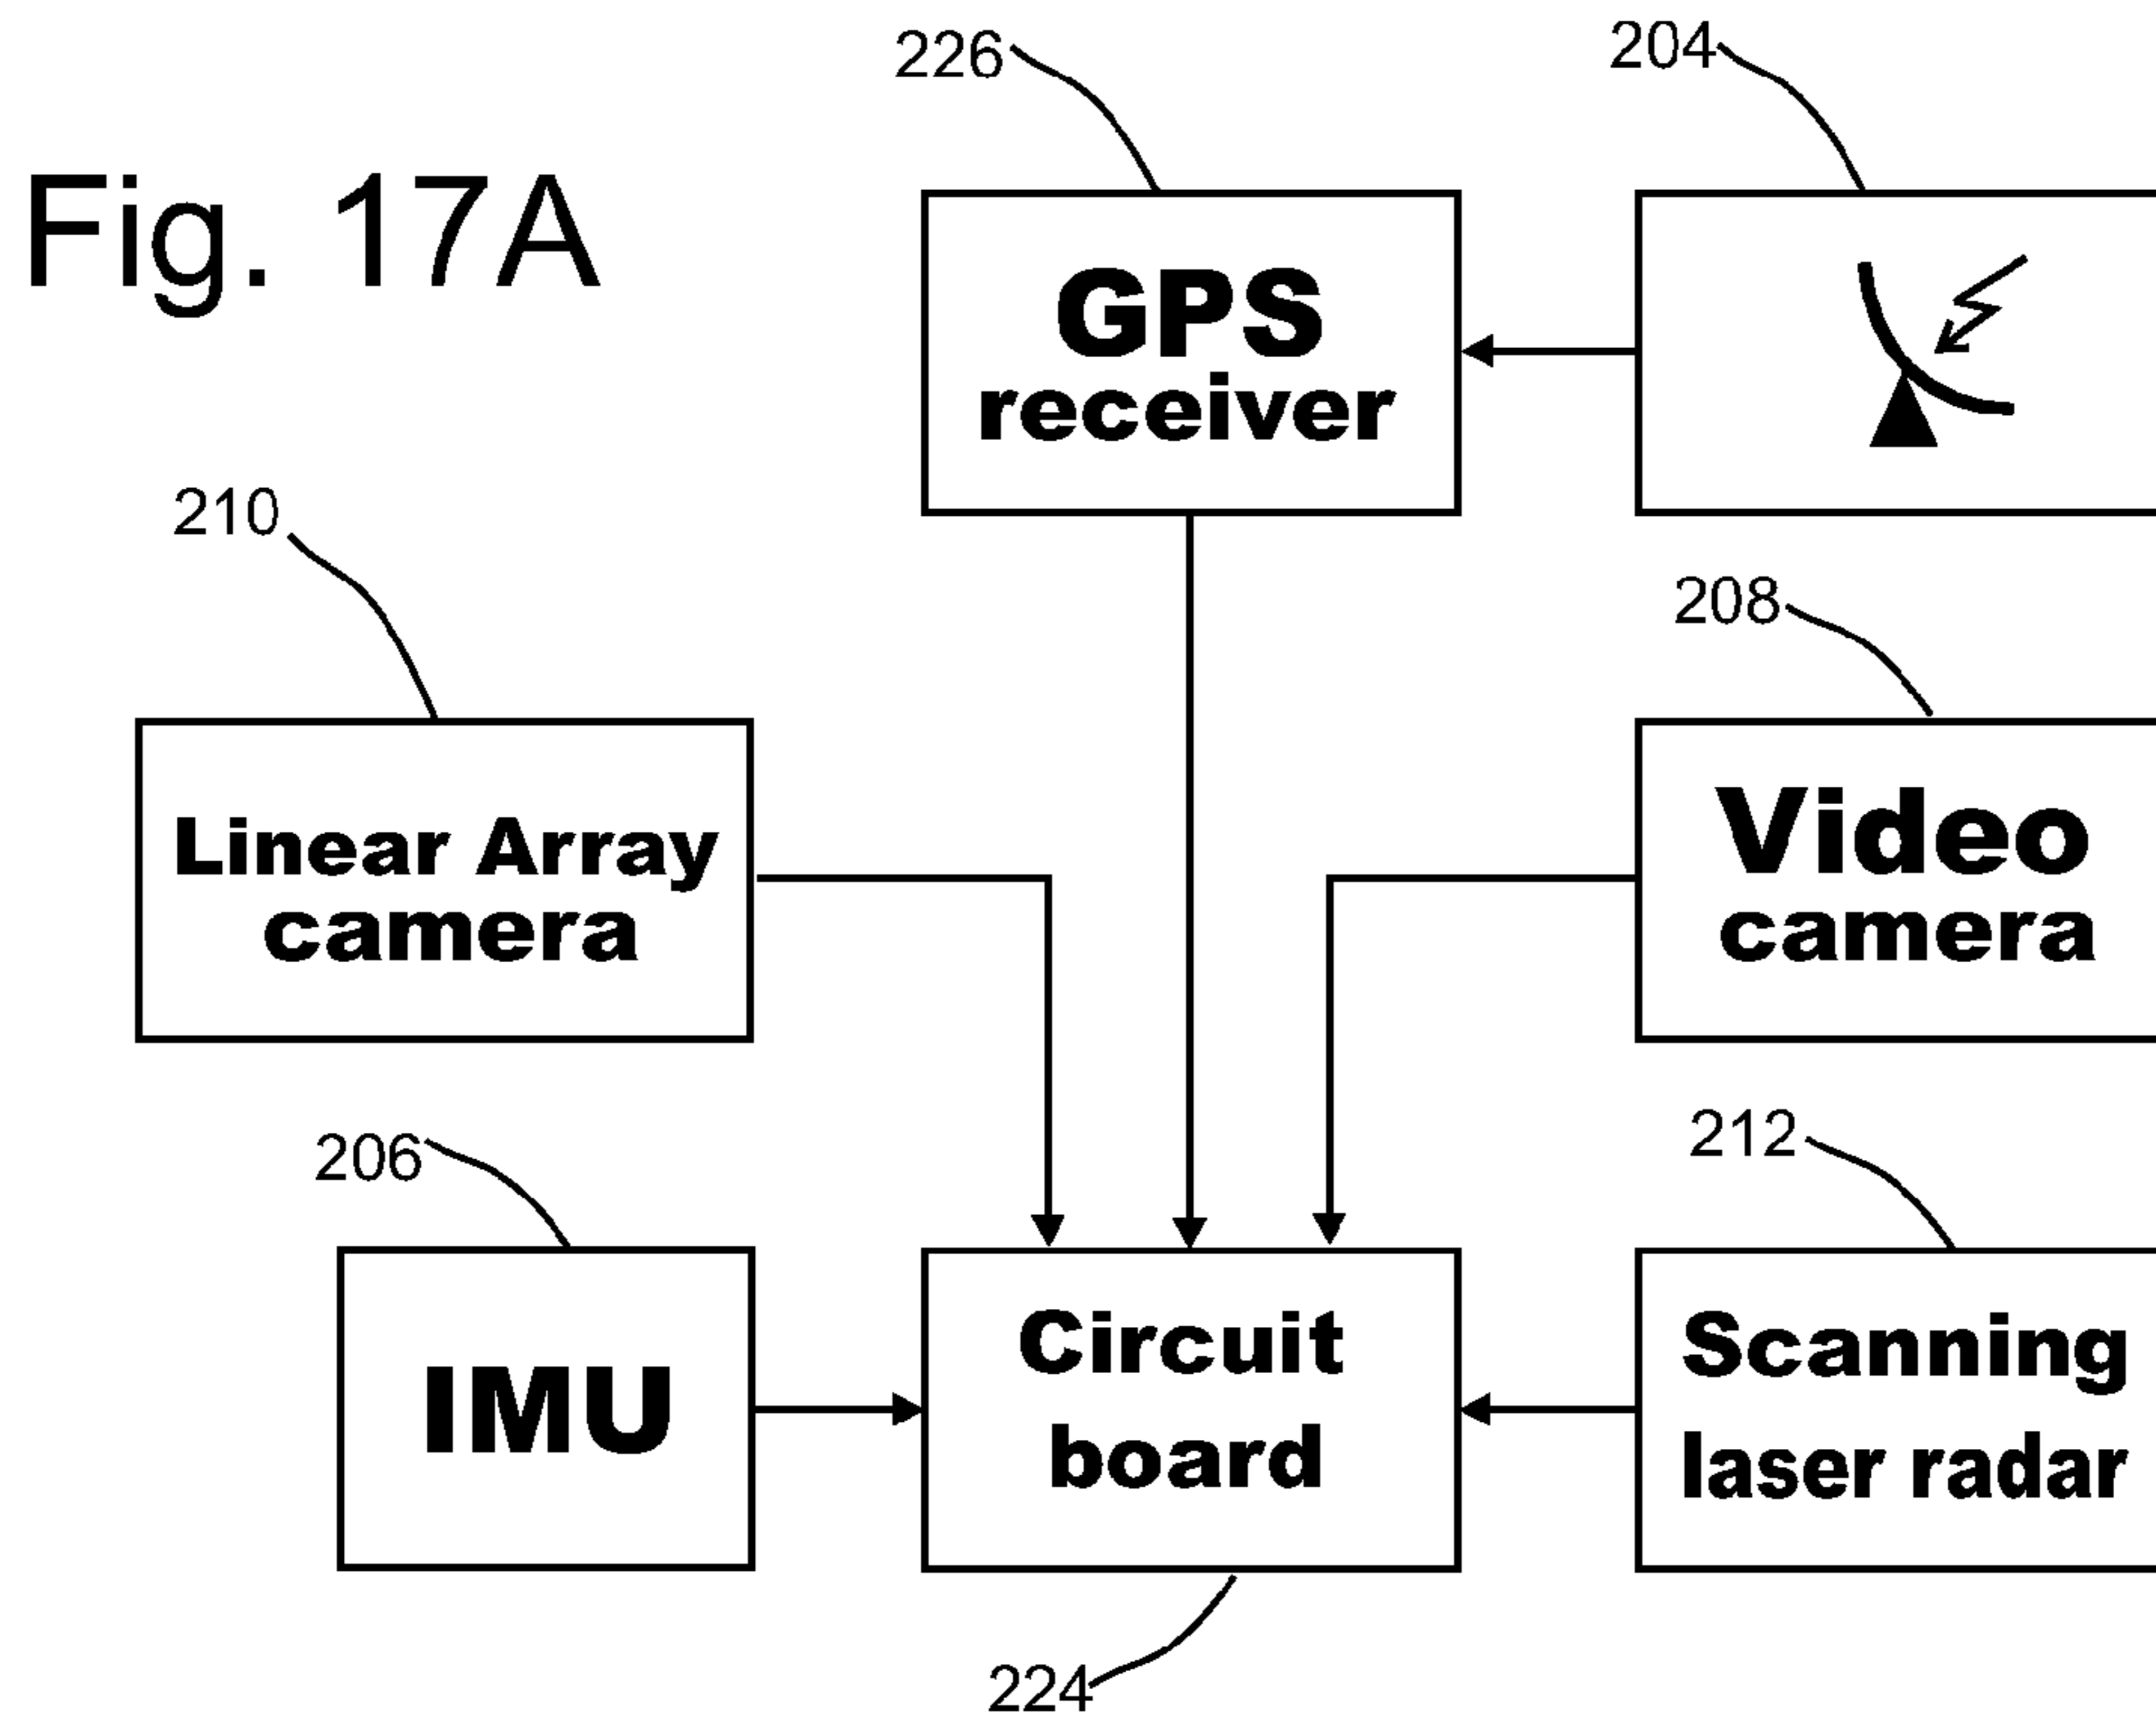 226
204
Fig. 17A
GPS
receiver
210
208
Linear Array
camera
Video
camera
206
212
IMU
Circuit
board
Scanning
laser radar
224